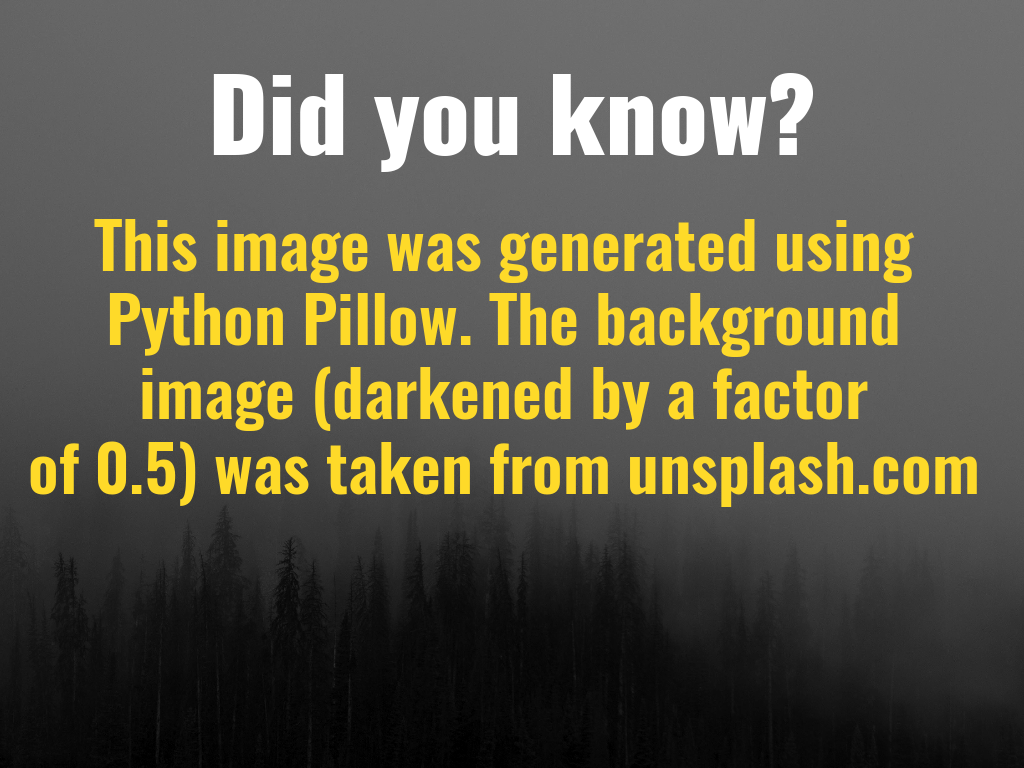 Did you know?
This image was generated using
Python Pillow. The background
image (darkened by a factor
of 0.5) was taken from unsplash.com